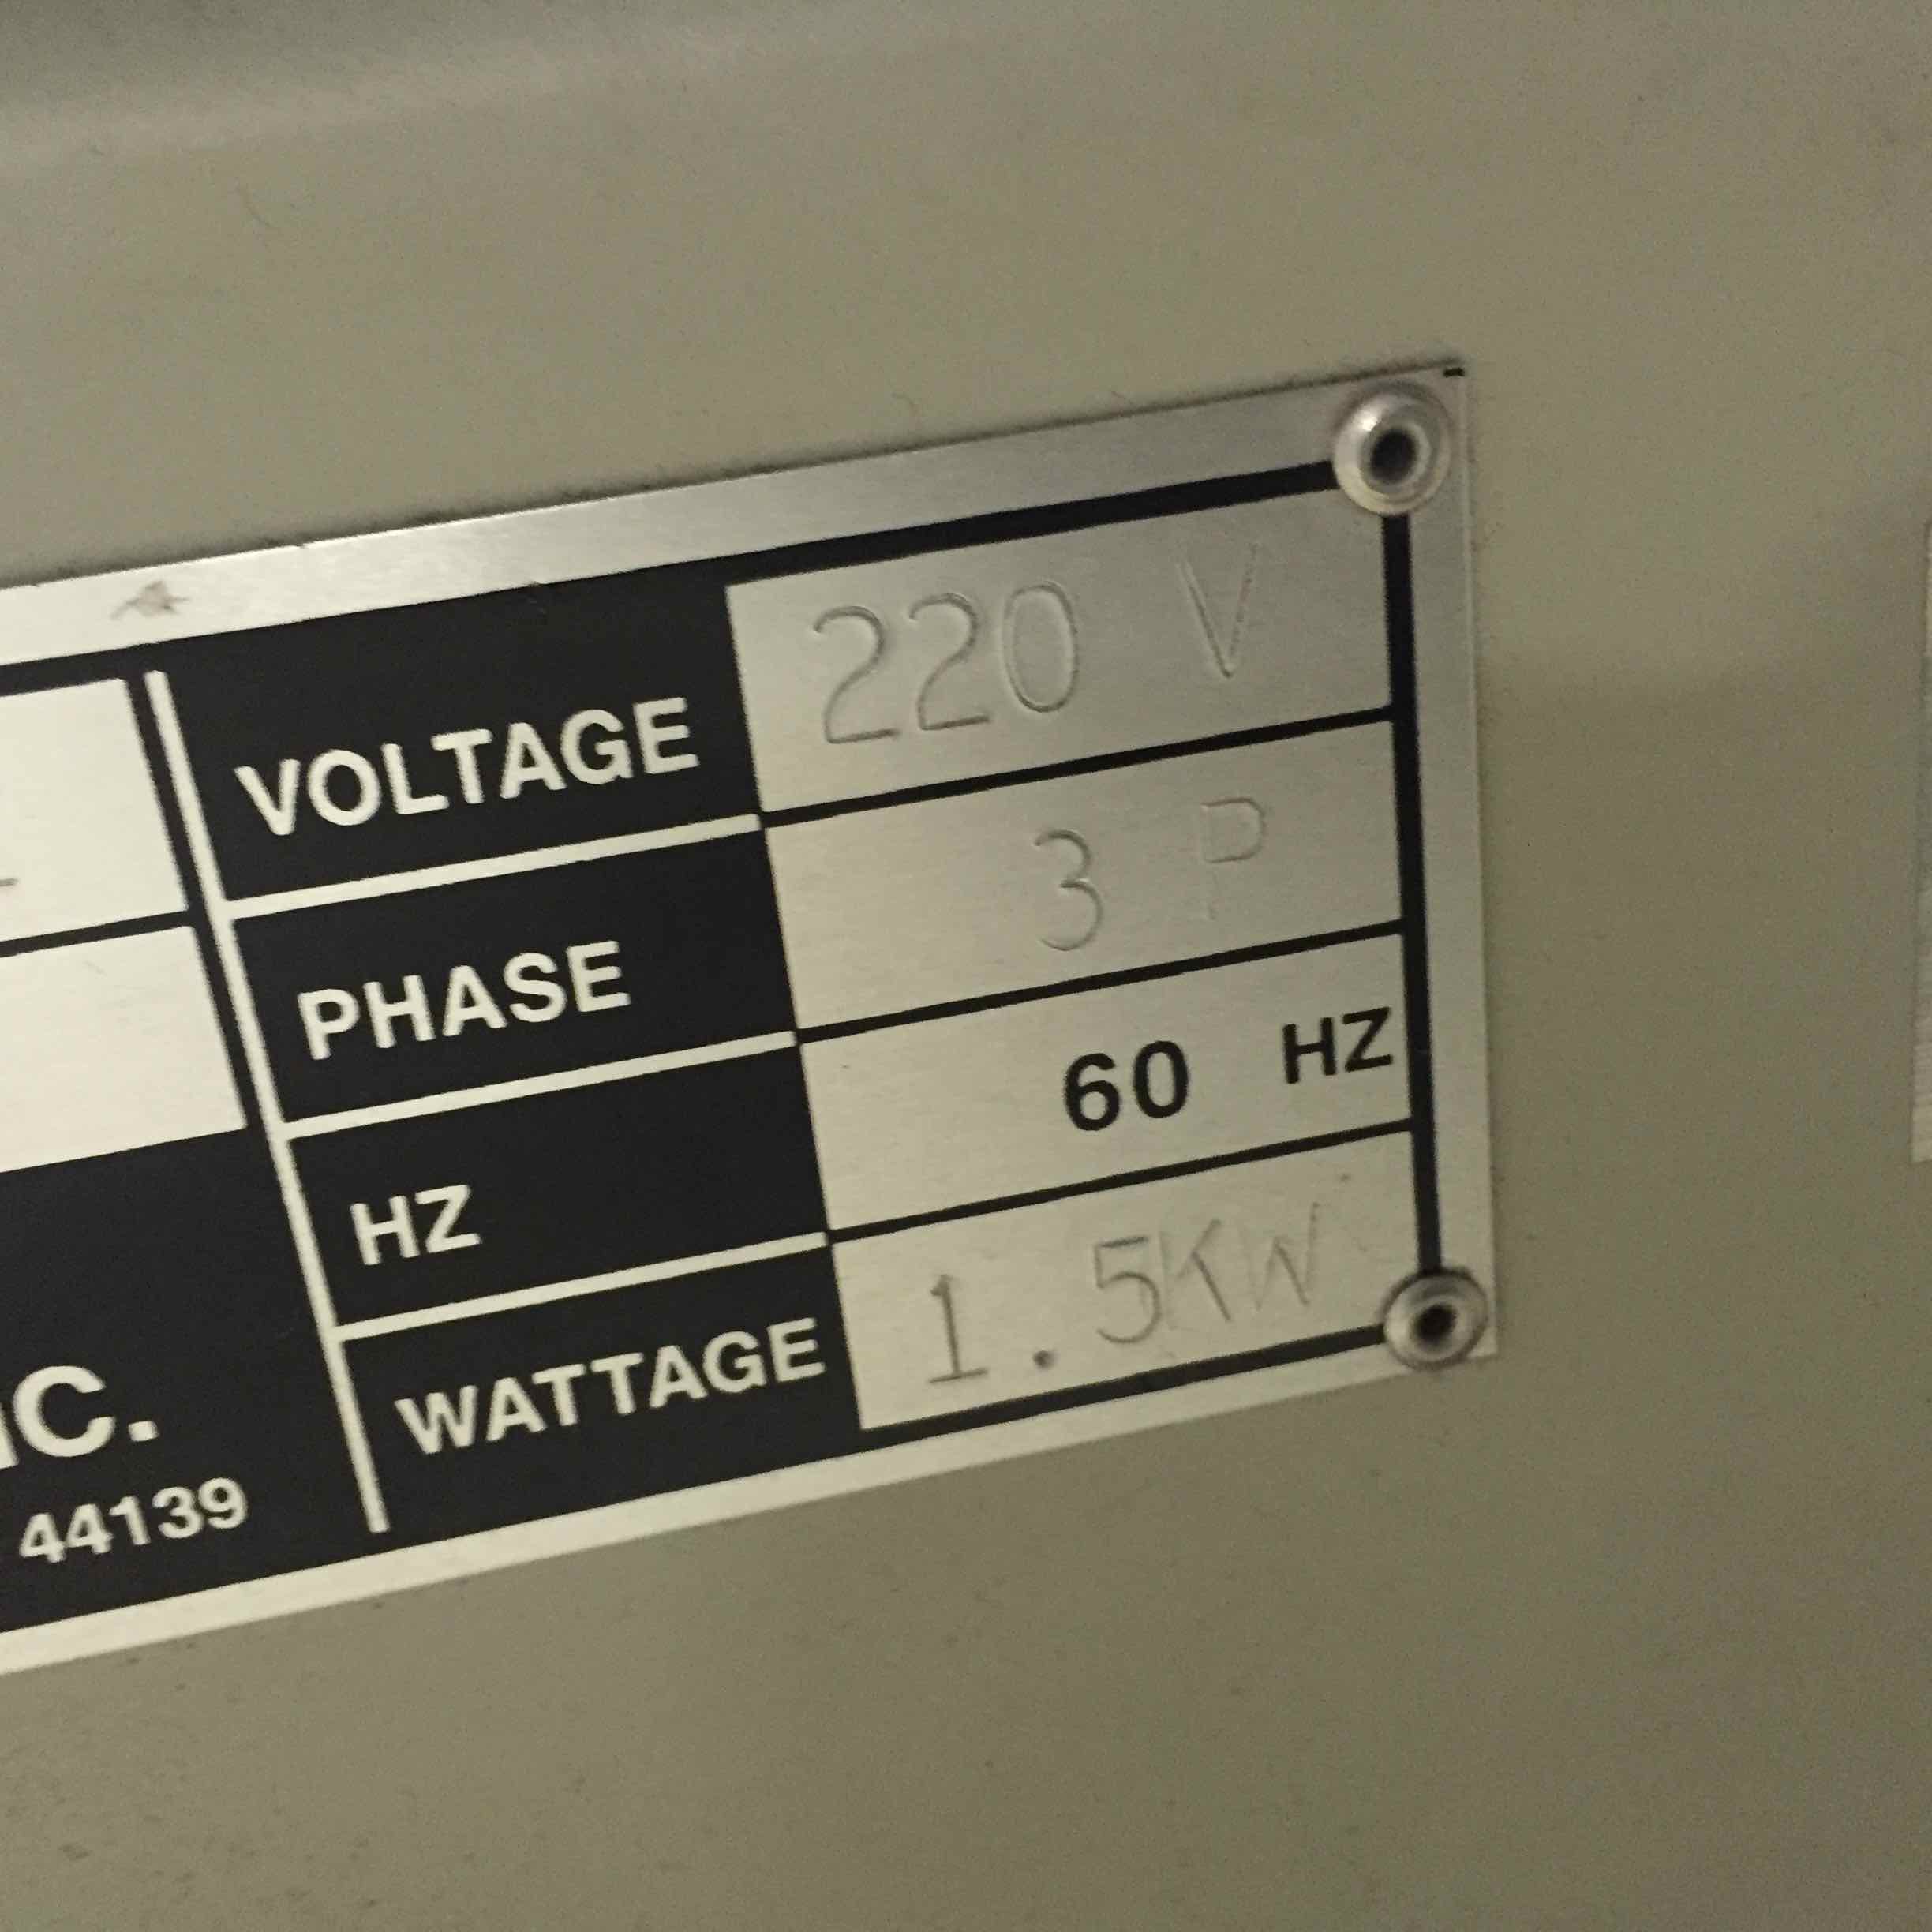 VOLTAGE 220 V
PHASE 3 P
HZ 60 HZ
WATTAGE 1.5KW
C.
44139